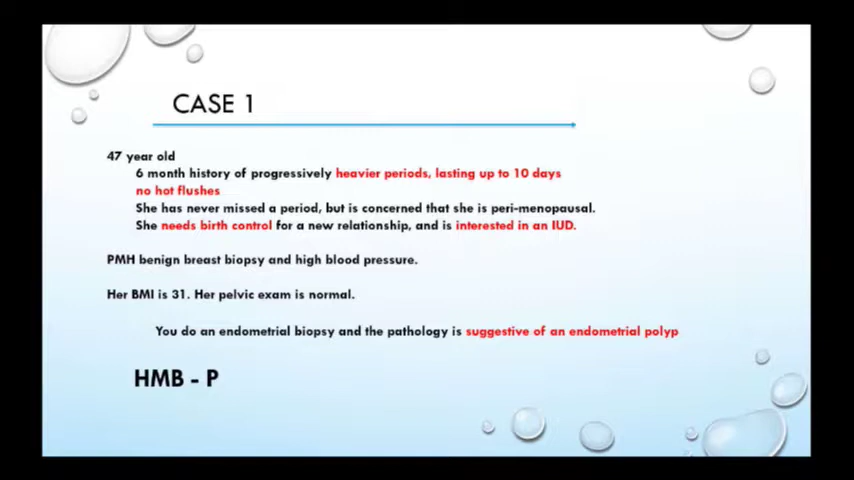 CASE 1
47 year old
6 month history of progressively heavier periods, lasting up to 10 days
no hot flushes
She has never missed a period, but is concerned that she is peri-menopausal.
She needs birth control for a new relationship, and is interested in an IUD.
PMH benign breast biopsy and high blood pressure.
Her BMI is 31. Her pelvic exam is normal.
You do an endometrial biopsy and the pathology is suggestive of an endometrial polyp
HMB - P